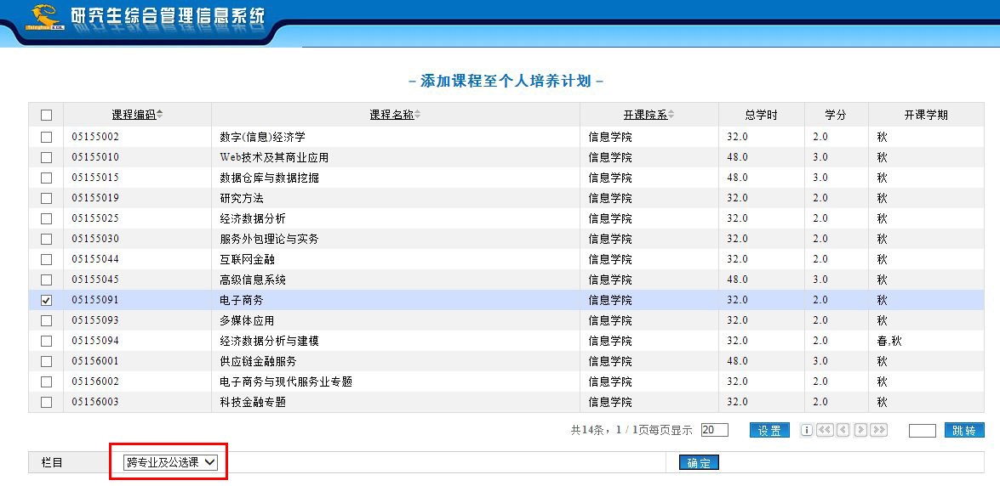 研究生综合管理信息系统
Tsinghua EOL
－添加课程至个人培养计划－
课程编码 课程名称 开课院系 总学时 学分 开课学期
05155002 数字(信息)经济学 信息学院 32.0 2.0 秋
05155010 Web技术及其商业应用 信息学院 48.0 3.0 秋
05155015 数据仓库与数据挖掘 信息学院 48.0 3.0 秋
05155019 研究方法 信息学院 32.0 2.0 秋
05155025 经济数据分析 信息学院 32.0 2.0 秋
05155030 服务外包理论与实务 信息学院 32.0 2.0 秋
05155044 互联网金融 信息学院 32.0 2.0 秋
05155045 高级信息系统 信息学院 48.0 3.0 秋
05155091 电子商务 信息学院 32.0 2.0 秋
05155093 多媒体应用 信息学院 32.0 2.0 秋
05155094 经济数据分析与建模 信息学院 32.0 2.0 春,秋
05156001 供应链金融服务 信息学院 48.0 3.0 秋
05156002 电子商务与现代服务业专题 信息学院 32.0 2.0 秋
05156003 科技金融专题 信息学院 32.0 2.0 秋
共14条，1 / 1页每页显示 20 设置 跳转
栏目 跨专业及公选课 确定